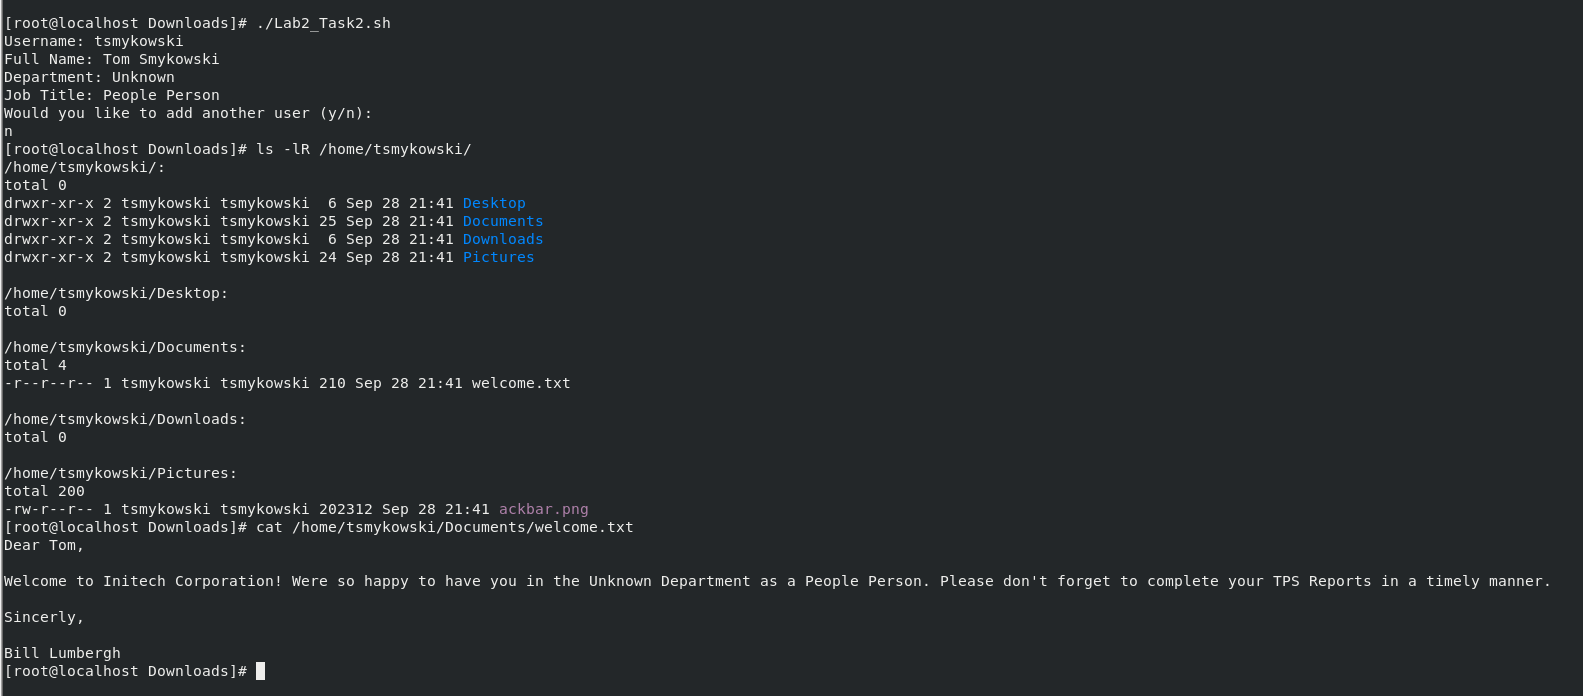 [root@localhost Downloads]# ./Lab2_Task2.sh
Username: tsmykowski
Full Name: Tom Smykowski
Department: Unknown
Job Title: People Person
Would you like to add another user (y/n):
n
[root@localhost Downloads]# ls -lR /home/tsmykowski/
/home/tsmykowski/:
total 0
drwxr-xr-x 2 tsmykowski tsmykowski  6 Sep 28 21:41 Desktop
drwxr-xr-x 2 tsmykowski tsmykowski 25 Sep 28 21:41 Documents
drwxr-xr-x 2 tsmykowski tsmykowski  6 Sep 28 21:41 Downloads
drwxr-xr-x 2 tsmykowski tsmykowski 24 Sep 28 21:41 Pictures
/home/tsmykowski/Desktop:
total 0
/home/tsmykowski/Documents:
total 4
-r--r--r-- 1 tsmykowski tsmykowski 210 Sep 28 21:41 welcome.txt
/home/tsmykowski/Downloads:
total 0
/home/tsmykowski/Pictures:
total 200
-rw-r--r-- 1 tsmykowski tsmykowski 202312 Sep 28 21:41 ackbar.png
[root@localhost Downloads]# cat /home/tsmykowski/Documents/welcome.txt
Dear Tom,
Welcome to Initech Corporation! Were so happy to have you in the Unknown Department as a People Person. Please don't forget to complete your TPS Reports in a timely manner.
Sincerly,
Bill Lumbergh
[root@localhost Downloads]#